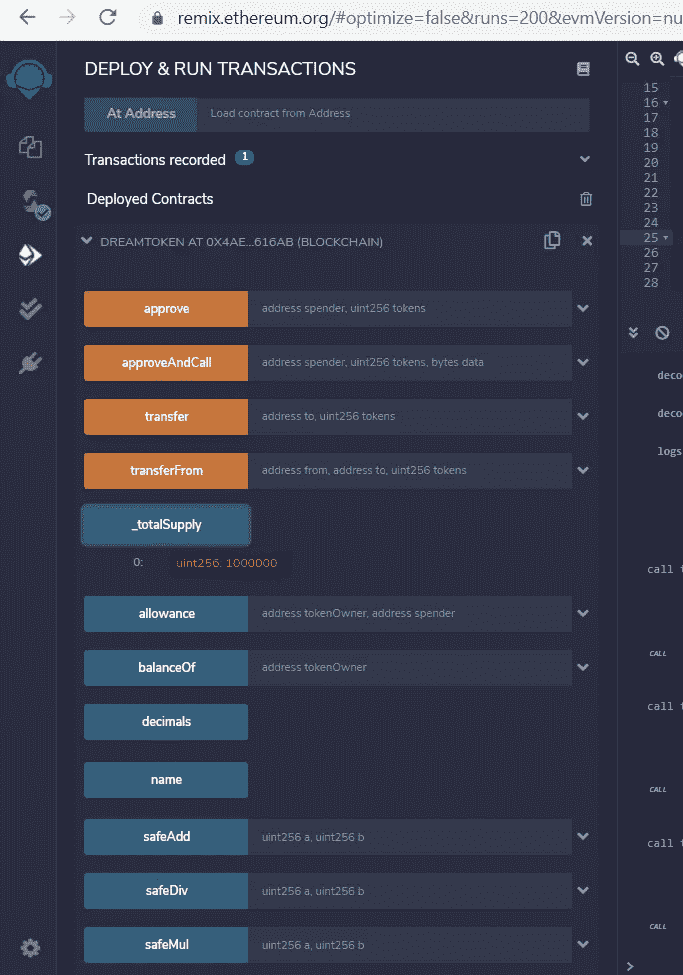 remix.ethereum.org/#optimize=false&runs=200&evmVersion=nu
DEPLOY & RUN TRANSACTIONS
At Address Load contract from Address
Transactions recorded 1
Deployed Contracts
DREAMTOKEN AT 0X4AE...616AB (BLOCKCHAIN)
approve address spender, uint256 tokens
approveAndCall address spender, uint256 tokens, bytes data
transfer address to, uint256 tokens
transferFrom address from, address to, uint256 tokens
_totalSupply
0: uint256: 1000000
allowance address tokenOwner, address spender
balanceOf address tokenOwner
decimals
name
safeAdd uint256 a, uint256 b
safeDiv uint256 a, uint256 b
safeMul uint256 a, uint256 b
15
16
17
18
19
20
21
22
23
24
25
26
27
28
deco
deco
logs
call t
CALL
call t
CALL
call t
CALL
>